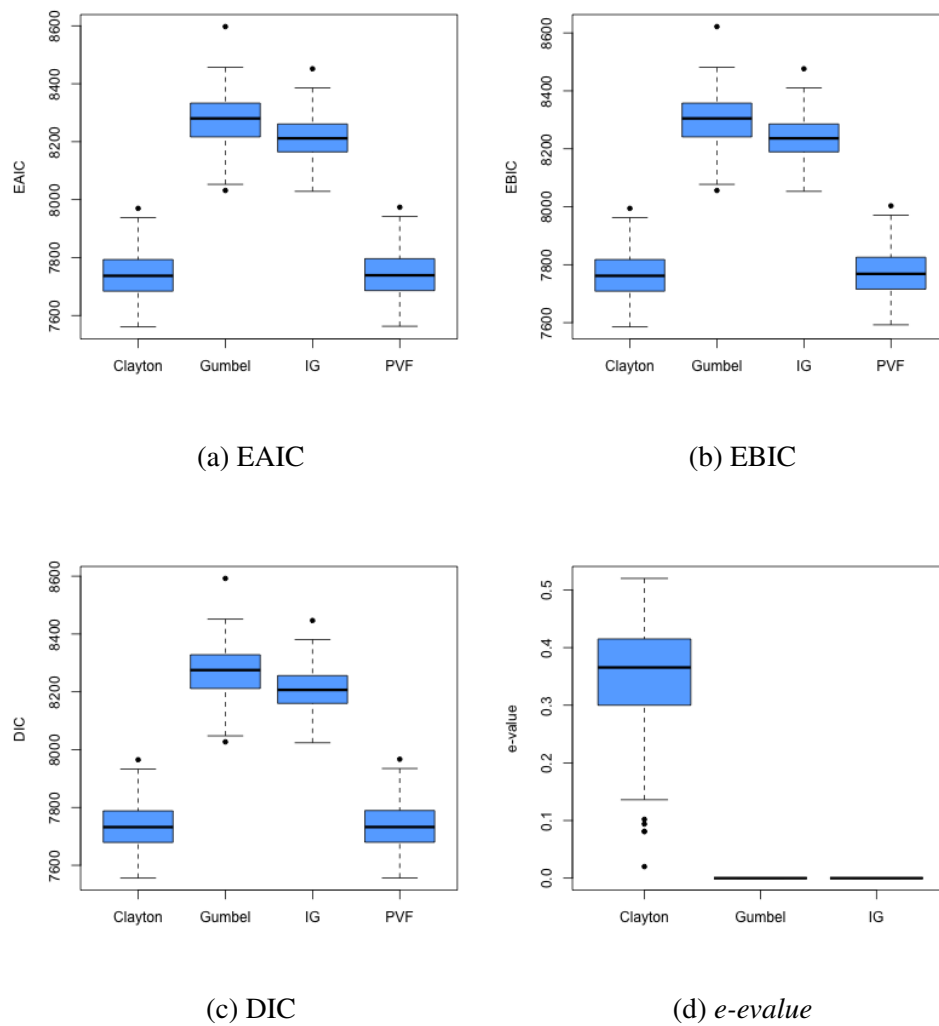 EAIC
8600
8400
8200
8000
7800
7600
Clayton Gumbel IG PVF
(a) EAIC
EBIC
8600
8400
8200
8000
7800
7600
Clayton Gumbel IG PVF
(b) EBIC
DIC
8600
8400
8200
8000
7800
7600
Clayton Gumbel IG PVF
(c) DIC
e-value
0.5
0.4
0.3
0.2
0.1
0.0
Clayton Gumbel IG
(d) e-evalue